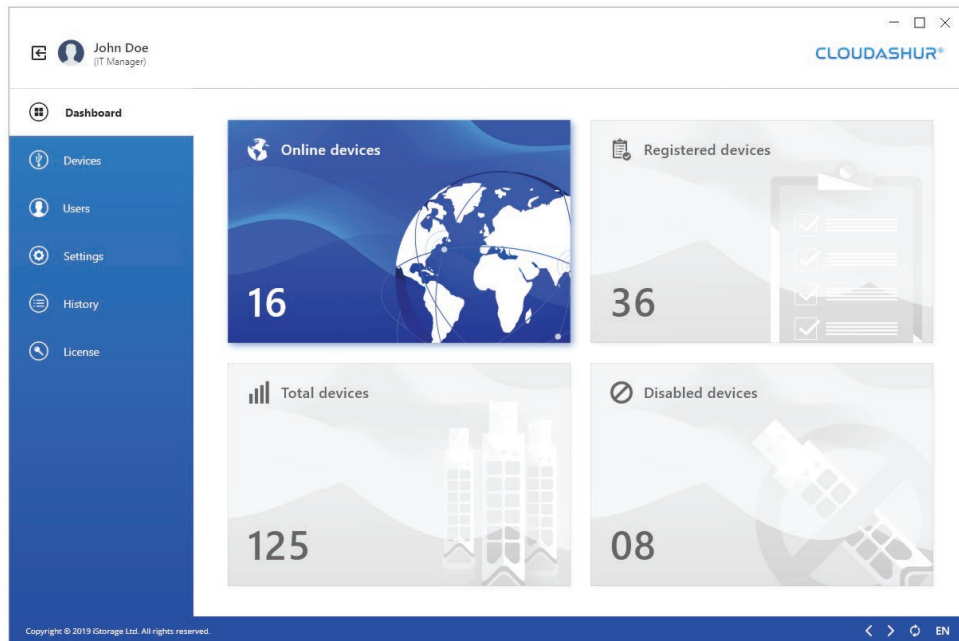 John Doe
(IT Manager)
CLOUDASHUR®
Dashboard
Devices
Users
Settings
History
License
Online devices
16
Registered devices
36
Total devices
125
Disabled devices
08
Copyright © 2019 iStorage Ltd. All rights reserved.
EN